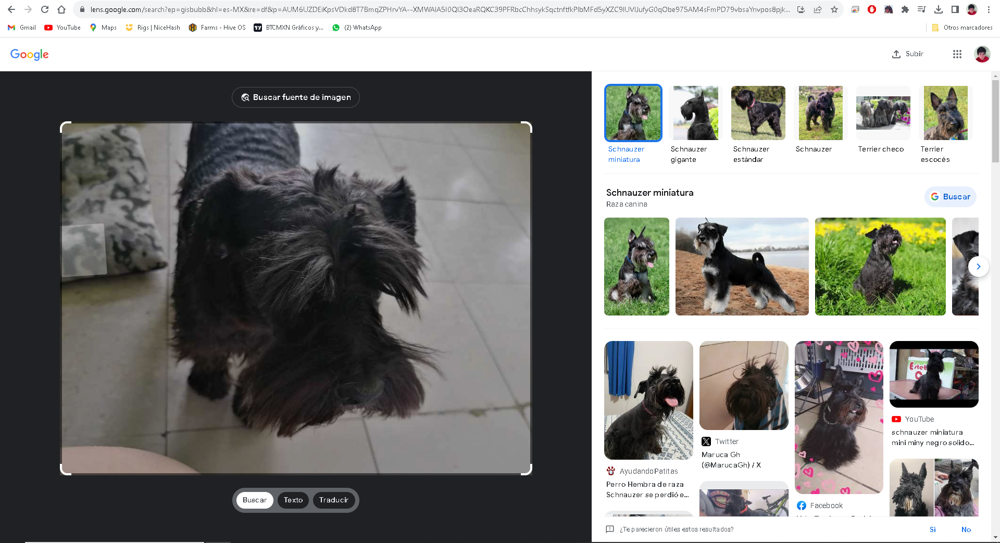 lens.google.com/search?ep=gisbubb&hl=es-MX&re=df&p=AUM6UZDEiKpsVDkd8T7BmqZPHrvYA--XMWAIA5I0QI3OeaRQKC39PFRbcChhsykSqctnftfkPIbMFd5yXZC9IUVIJufyG0qObe975AM4sFmPD79vbsaYnvpos8pjk...
Gmail
YouTube
Maps
Rigs | NiceHash
Farms - Hive OS
BTCMXN Gráficos y...
(2) WhatsApp
Otros marcadores
Google
Subir
Buscar fuente de imagen
Schnauzer
miniatura
Schnauzer
gigante
Schnauzer
estándar
Schnauzer
Terrier checo
Terrier
escocés
Schnauzer miniatura
Raza canina
Buscar
AyudandoPatitas
Perro Hembra de raza
Schnauzer se perdió e...
Twitter
Maruca Gh
(@MarucaGh) / X
Facebook
YouTube
schnauzer miniatura
mini miny negro solido...
Buscar
Texto
Traducir
¿Te parecieron útiles estos resultados?
Sí
No